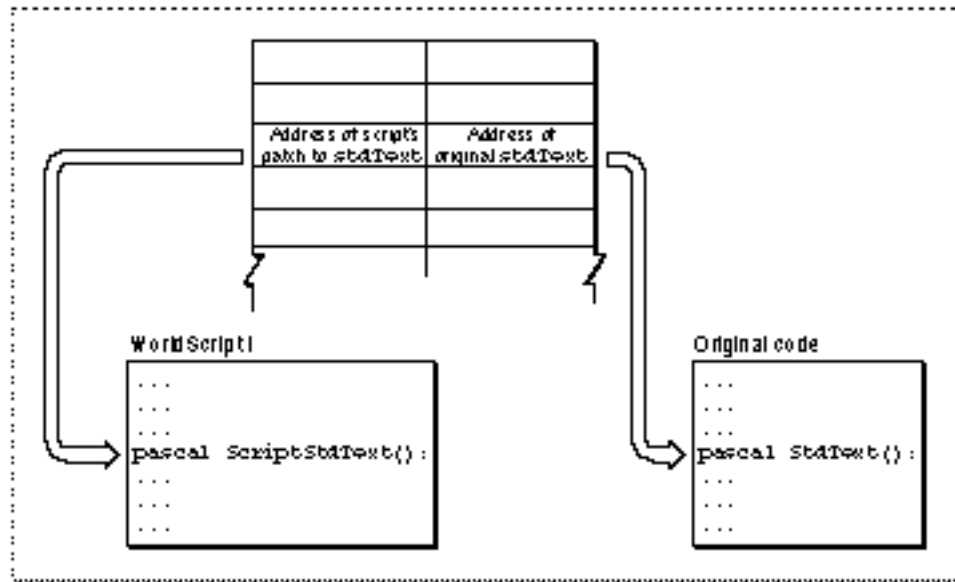 Address of script's
patch to stdText
Address of
original stdText
WorldScript I
Original code
...
...
...
pascal ScriptStdText();
...
...
...
...
...
...
pascal StdText();
...
...
...